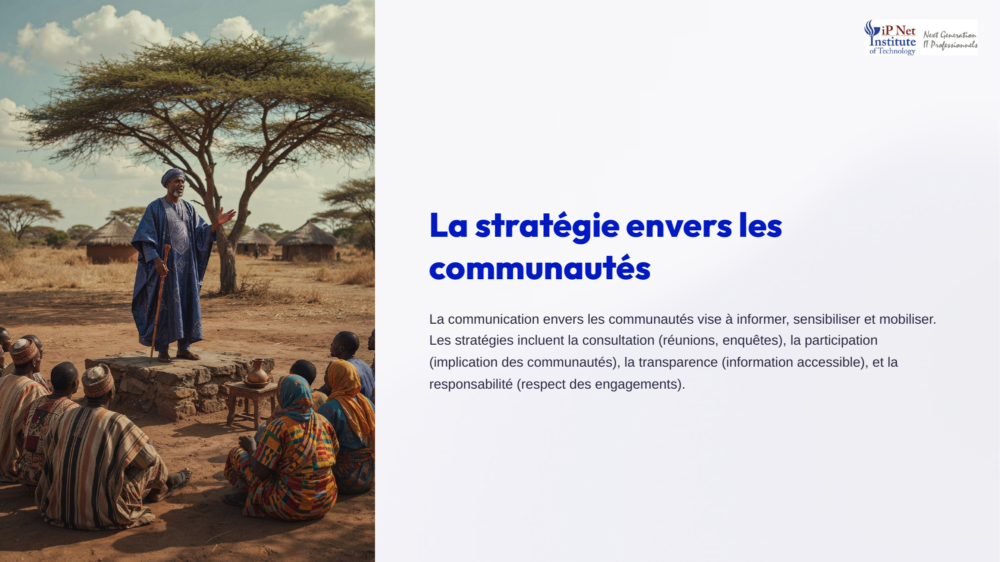 iP Net
Institute
of Technology
Next Generation
IT Professionnels
La stratégie envers les
communautés
La communication envers les communautés vise à informer, sensibiliser et mobiliser.
Les stratégies incluent la consultation (réunions, enquêtes), la participation
(implication des communautés), la transparence (information accessible), et la
responsabilité (respect des engagements).